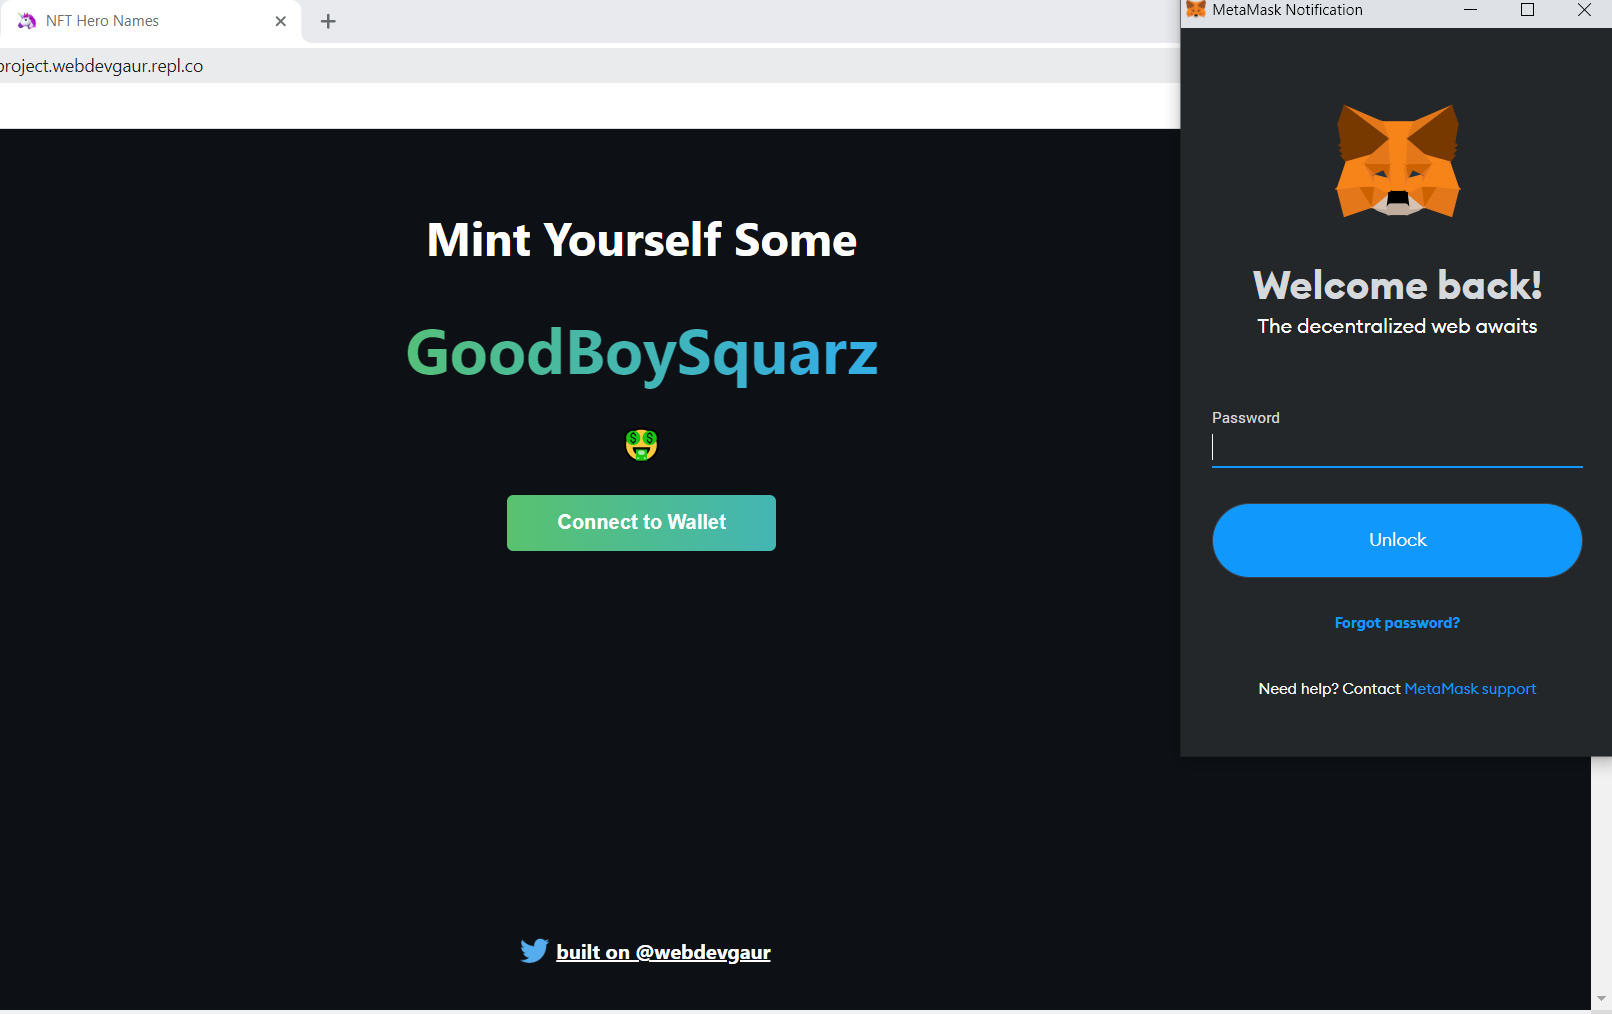 NFT Hero Names
project.webdevgaur.repl.co
Mint Yourself Some
GoodBoySquarz
Connect to Wallet
built on @webdevgaur
MetaMask Notification
Welcome back!
The decentralized web awaits
Password
Unlock
Forgot password?
Need help? Contact MetaMask support